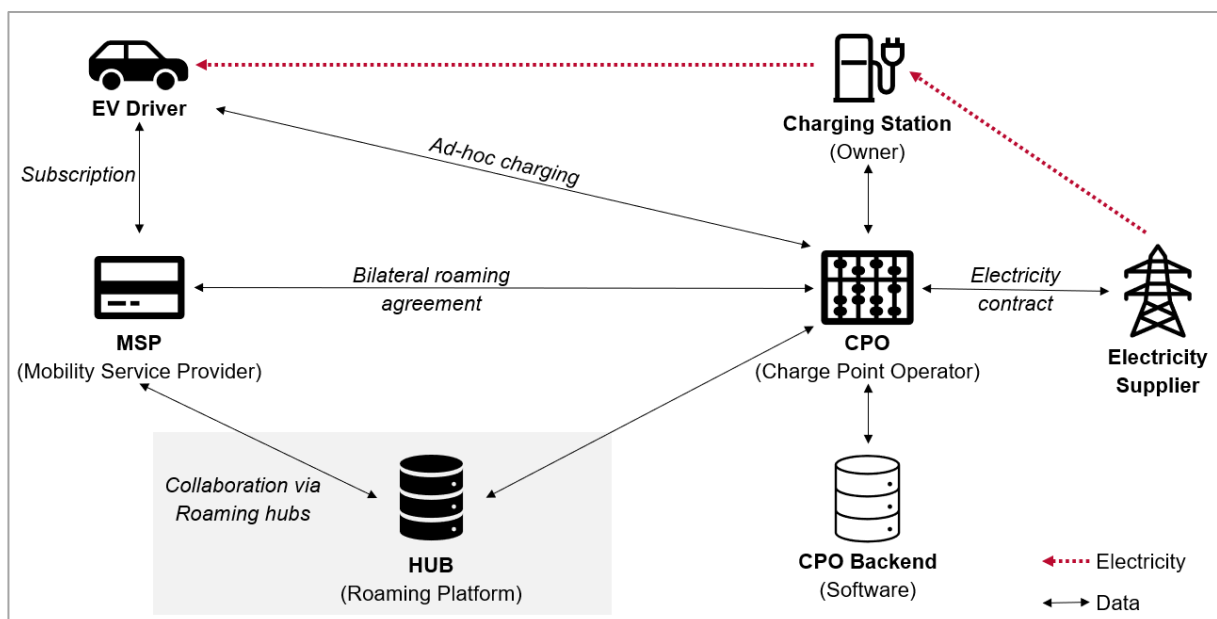 EV Driver
Charging Station
(Owner)
Ad-hoc charging
Subscription
Bilateral roaming
agreement
Electricity
contract
MSP
(Mobility Service Provider)
CPO
(Charge Point Operator)
Electricity
Supplier
Collaboration via
Roaming hubs
HUB
(Roaming Platform)
CPO Backend
(Software)
Electricity
Data